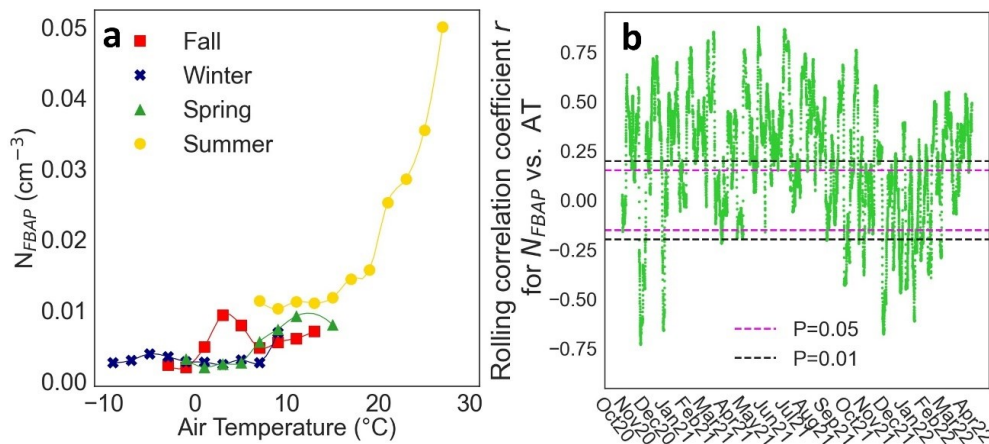 a
0.05
0.04
0.03
0.02
0.01
0.00
N_FBAP (cm⁻³)
Fall
Winter
Spring
Summer
−10
0
10
20
30
Air Temperature (°C)
b
Rolling correlation coefficient r
for N_FBAP vs. AT
0.75
0.50
0.25
0.00
−0.25
−0.50
−0.75
P=0.05
P=0.01
Oct20
Nov20
Dec20
Jan21
Feb21
Mar21
Apr21
May21
Jun21
Jul21
Aug21
Sep21
Oct21
Nov21
Dec21
Jan22
Feb22
Mar22
Apr22